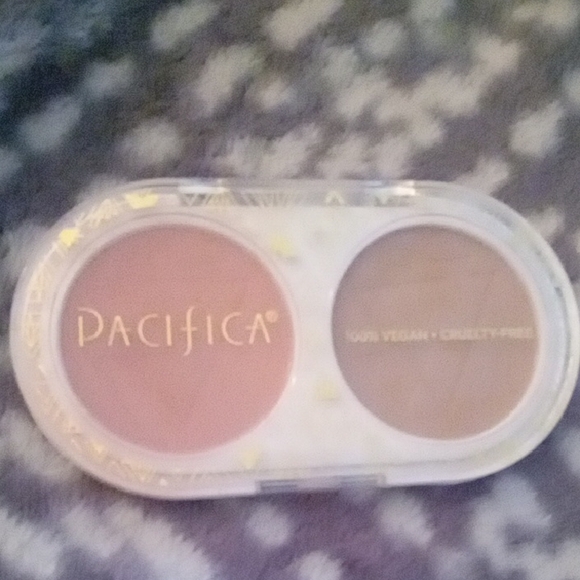 PACIFICA®
100% VEGAN • CRUELTY-FREE